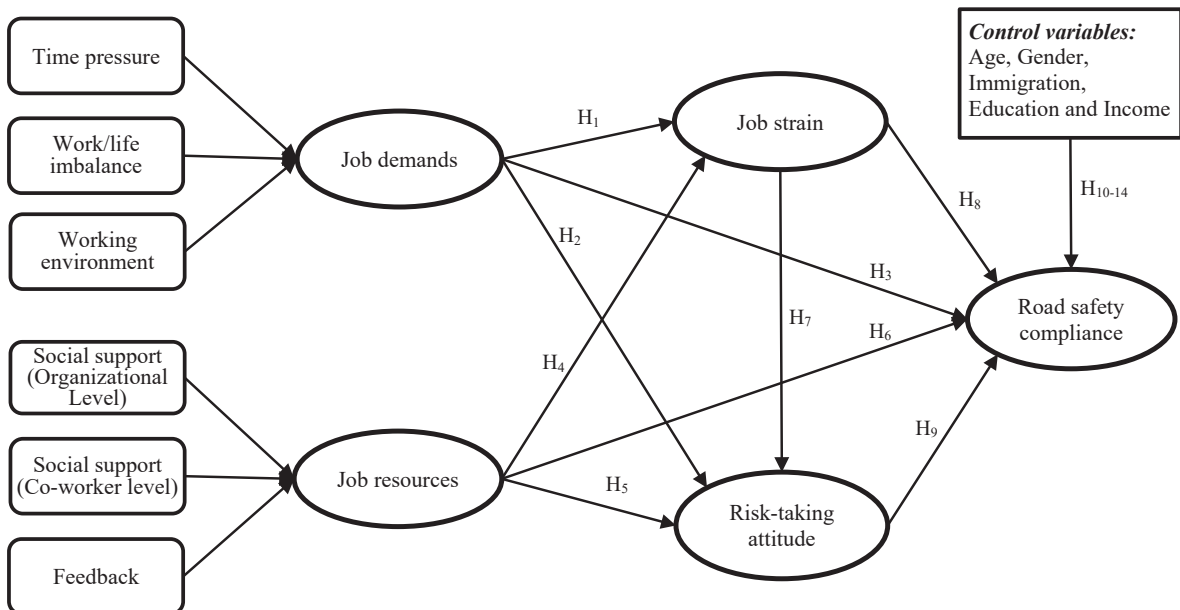 Time pressure
Work/life
imbalance
Working
environment
Social support
(Organizational
Level)
Social support
(Co-worker level)
Feedback
Job demands
Job resources
H1
H2
H3
H4
H5
H6
H7
H8
H9
H10-14
Job strain
Risk-taking
attitude
Control variables:
Age, Gender,
Immigration,
Education and Income
Road safety
compliance